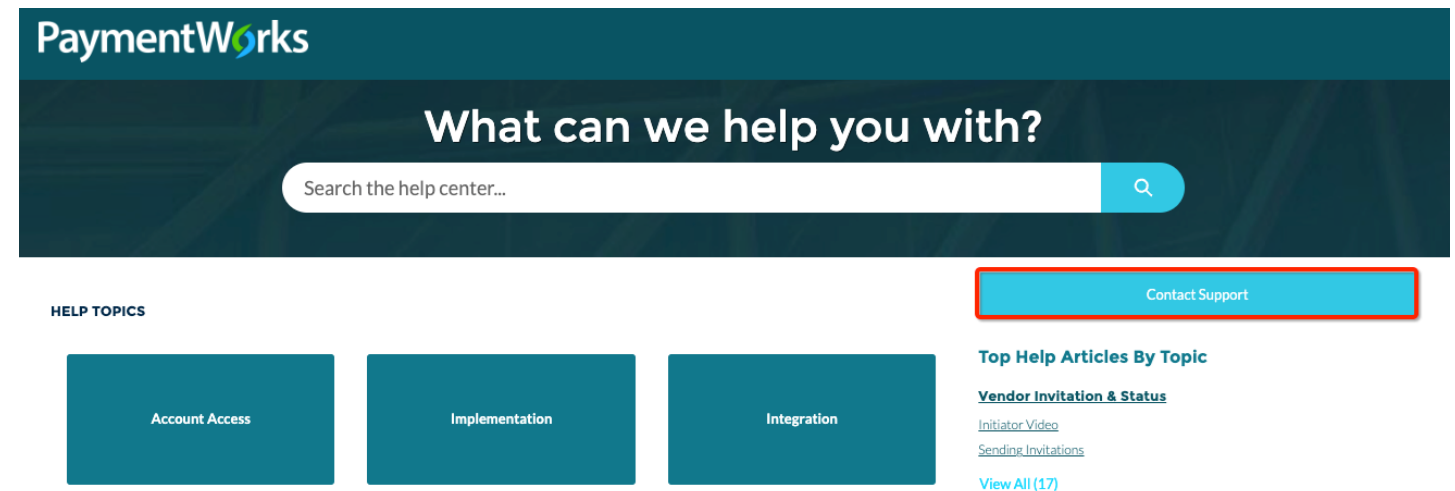 PaymentWorks
What can we help you with?
Search the help center...
Contact Support
HELP TOPICS
Account Access
Implementation
Integration
Top Help Articles By Topic
Vendor Invitation & Status
Initiator Video
Sending Invitations
View All (17)